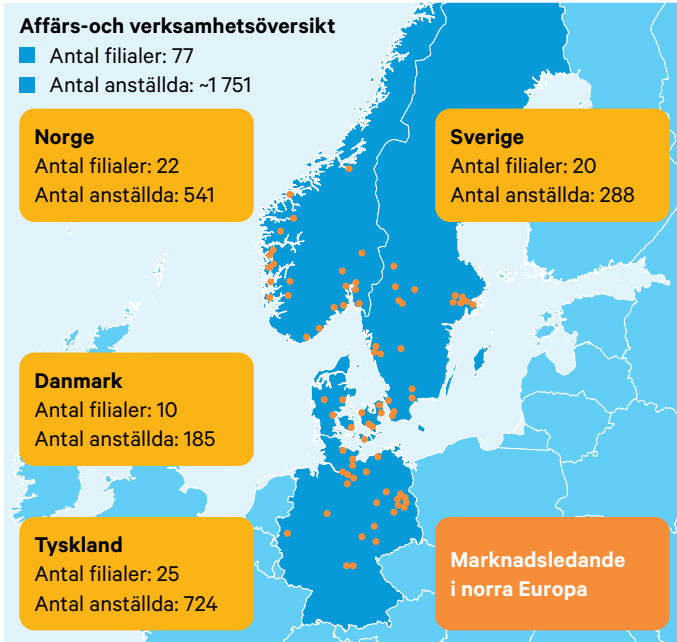 Affärs-och verksamhetsöversikt
Antal filialer: 77
Antal anställda: ~1 751
Norge
Antal filialer: 22
Antal anställda: 541
Sverige
Antal filialer: 20
Antal anställda: 288
Danmark
Antal filialer: 10
Antal anställda: 185
Tyskland
Antal filialer: 25
Antal anställda: 724
Marknadsledande
i norra Europa